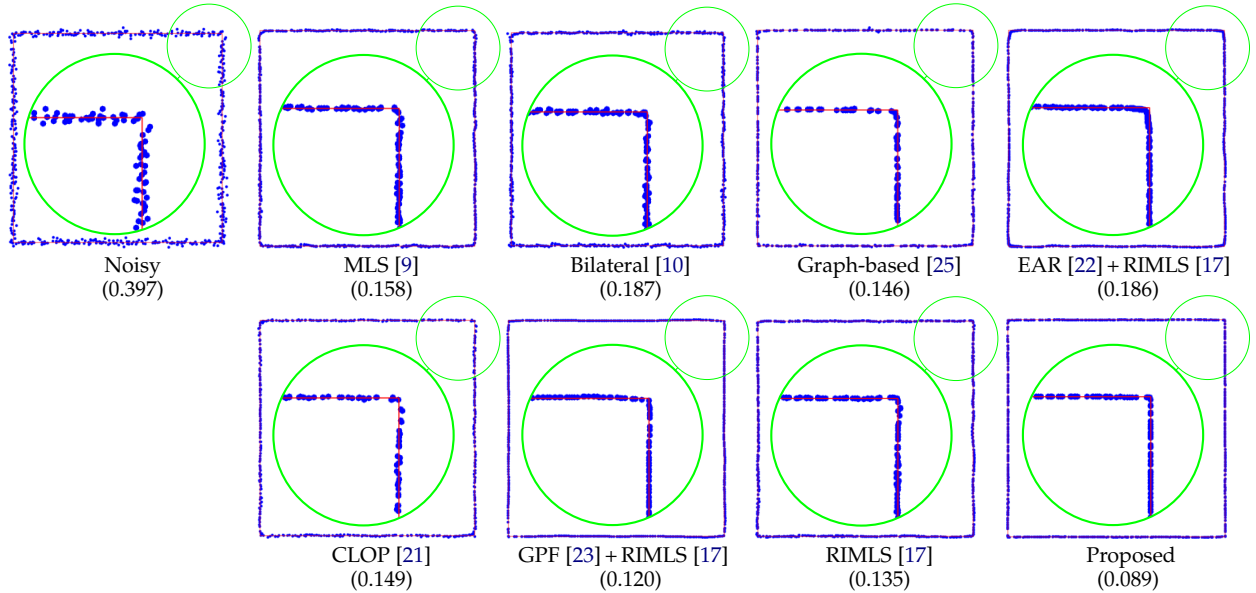 Noisy
(0.397)
MLS [9]
(0.158)
Bilateral [10]
(0.187)
Graph-based [25]
(0.146)
EAR [22] + RIMLS [17]
(0.186)
CLOP [21]
(0.149)
GPF [23] + RIMLS [17]
(0.120)
RIMLS [17]
(0.135)
Proposed
(0.089)